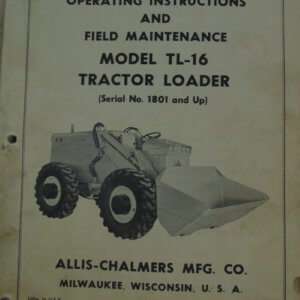 OPERATING INSTRUCTIONS
AND
FIELD MAINTENANCE
MODEL TL-16
TRACTOR LOADER
(Serial No. 1801 and Up)
ALLIS-CHALMERS MFG. CO.
MILWAUKEE, WISCONSIN, U. S. A.